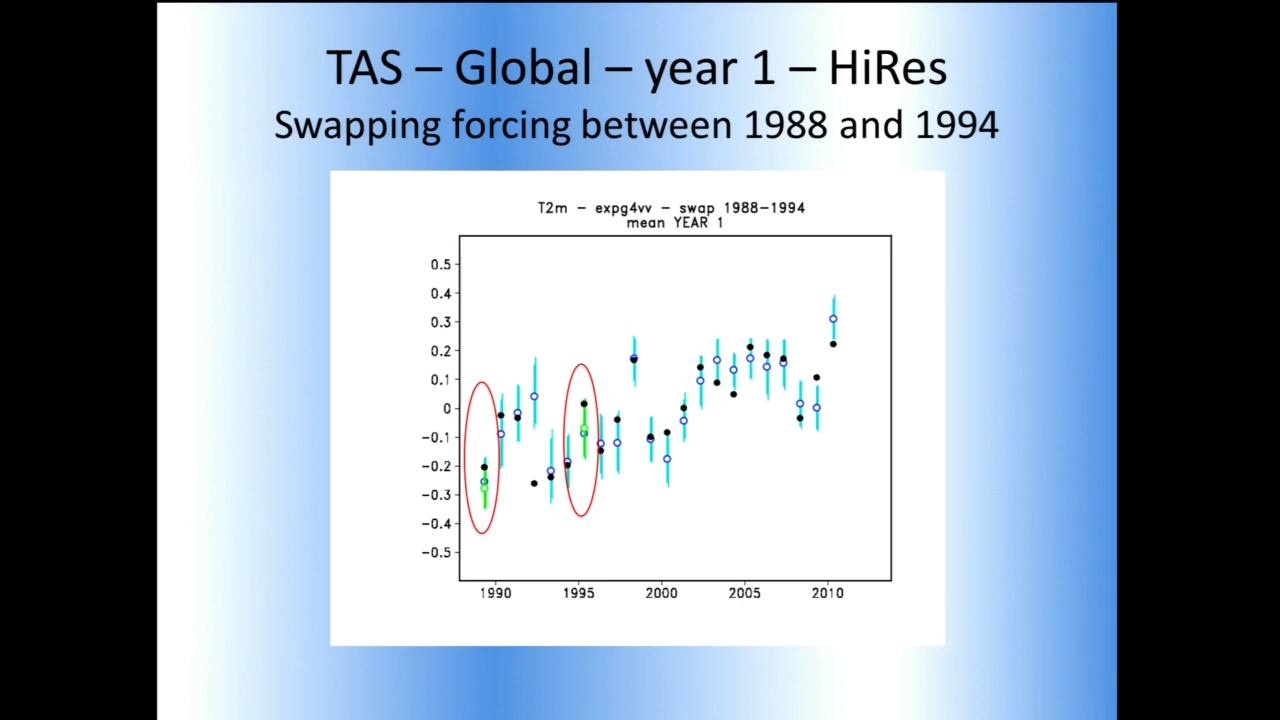 TAS – Global – year 1 – HiRes
Swapping forcing between 1988 and 1994
T2m – expg4vv – swap 1988–1994
mean YEAR 1
0.5
0.4
0.3
0.2
0.1
0
−0.1
−0.2
−0.3
−0.4
−0.5
1990 1995 2000 2005 2010